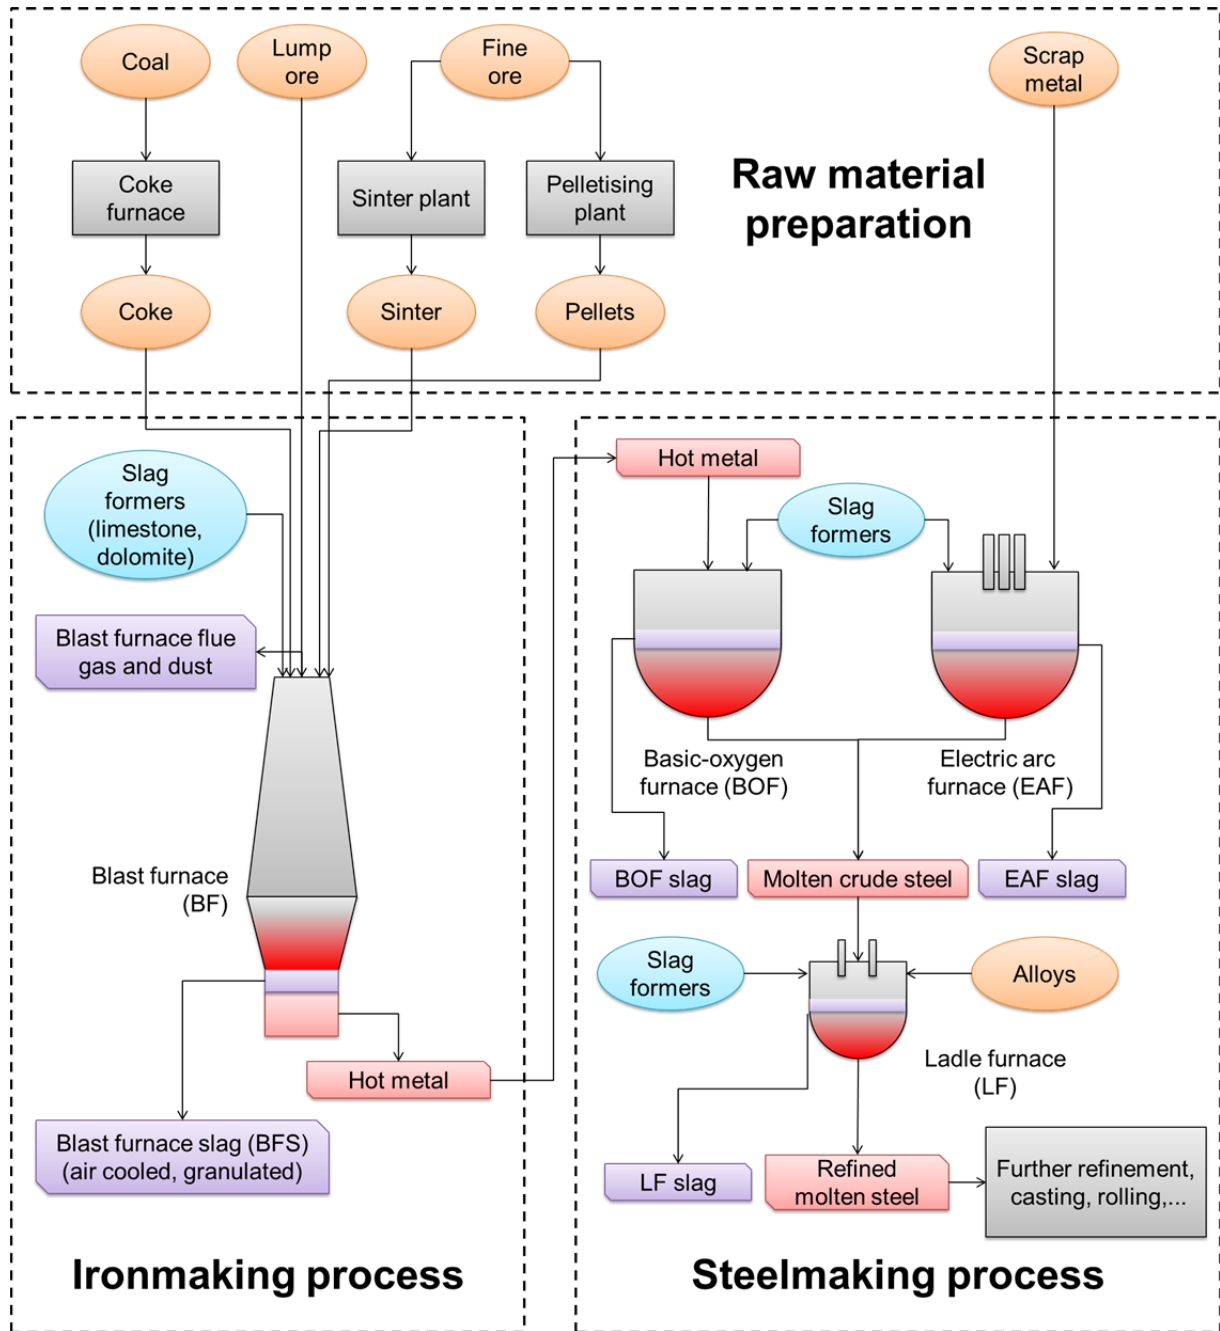 Coal
Lump
ore
Fine
ore
Scrap
metal
Coke
furnace
Sinter plant
Pelletising
plant
Raw material
preparation
Coke
Sinter
Pellets
Slag
formers
(limestone,
dolomite)
Blast furnace flue
gas and dust
Blast furnace
(BF)
Hot metal
Blast furnace slag (BFS)
(air cooled, granulated)
Ironmaking process
Hot metal
Slag
formers
Basic-oxygen
furnace (BOF)
Electric arc
furnace (EAF)
BOF slag
Molten crude steel
EAF slag
Slag
formers
Alloys
Ladle furnace
(LF)
LF slag
Refined
molten steel
Further refinement,
casting, rolling,...
Steelmaking process